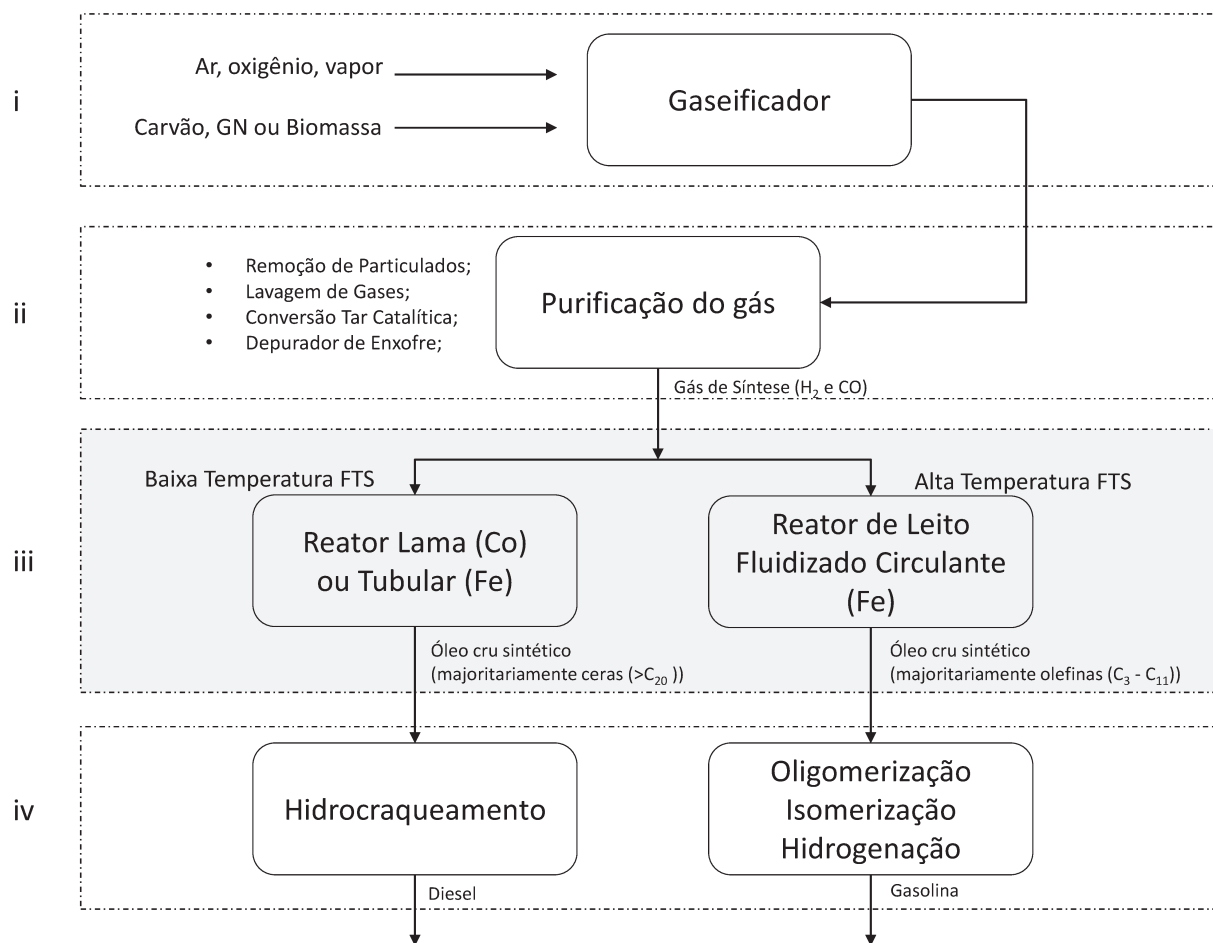 i
Ar, oxigênio, vapor
Carvão, GN ou Biomassa
Gaseificador
ii
• Remoção de Particulados;
• Lavagem de Gases;
• Conversão Tar Catalítica;
• Depurador de Enxofre;
Purificação do gás
Gás de Síntese (H₂ e CO)
iii
Baixa Temperatura FTS
Reator Lama (Co)
ou Tubular (Fe)
Óleo cru sintético
(majoritariamente ceras (>C₂₀ ))
Alta Temperatura FTS
Reator de Leito
Fluidizado Circulante
(Fe)
Óleo cru sintético
(majoritariamente olefinas (C₃ - C₁₁))
iv
Hidrocraqueamento
Diesel
Oligomerização
Isomerização
Hidrogenação
Gasolina